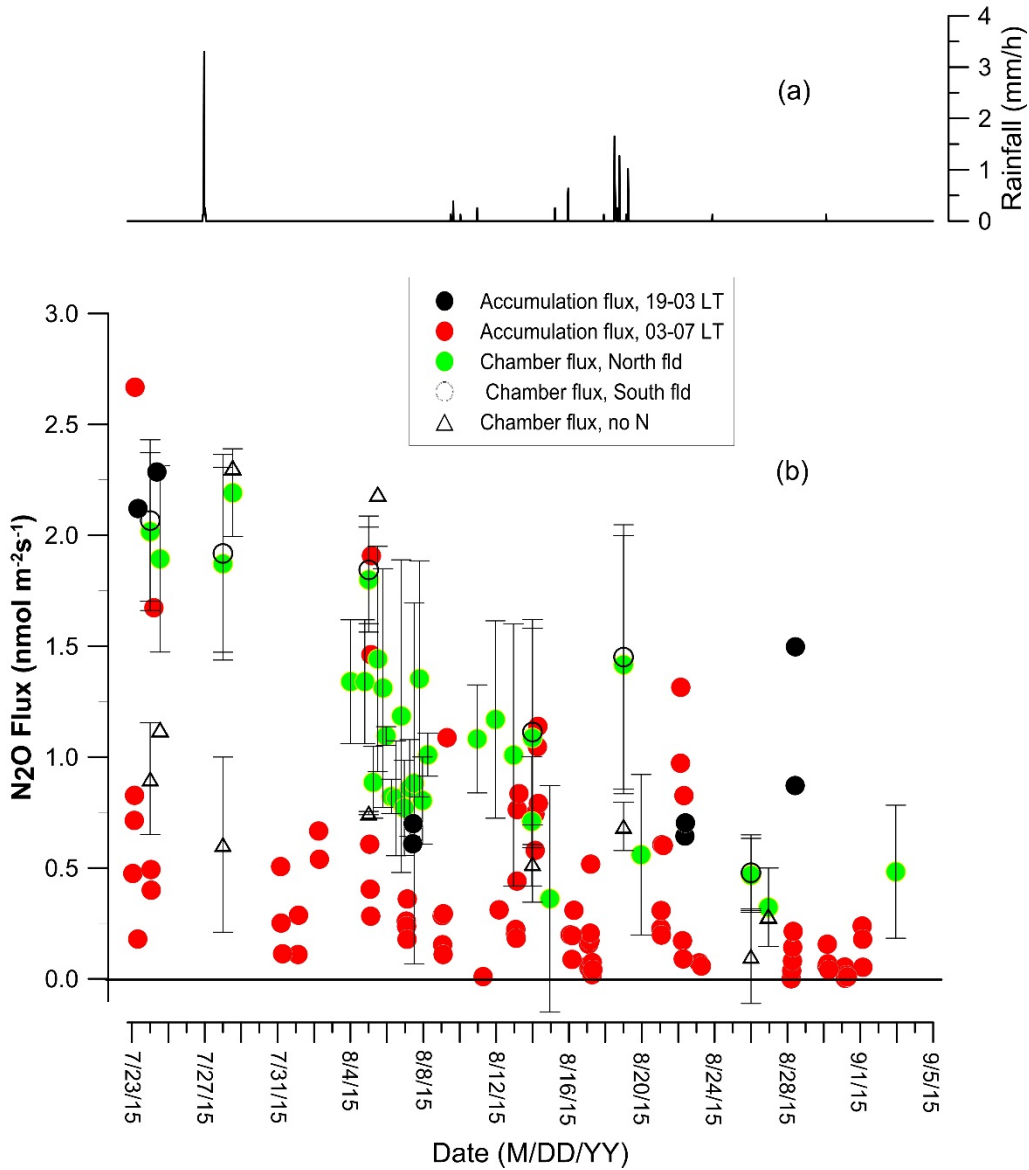 4
3
2
1
0
Rainfall (mm/h)
(a)
Accumulation flux, 19-03 LT
Accumulation flux, 03-07 LT
Chamber flux, North fld
Chamber flux, South fld
Chamber flux, no N
(b)
3.0
2.5
2.0
1.5
1.0
0.5
0.0
N2O Flux (nmol m-2s-1)
7/23/15
7/27/15
7/31/15
8/4/15
8/8/15
8/12/15
8/16/15
8/20/15
8/24/15
8/28/15
9/1/15
9/5/15
Date (M/DD/YY)